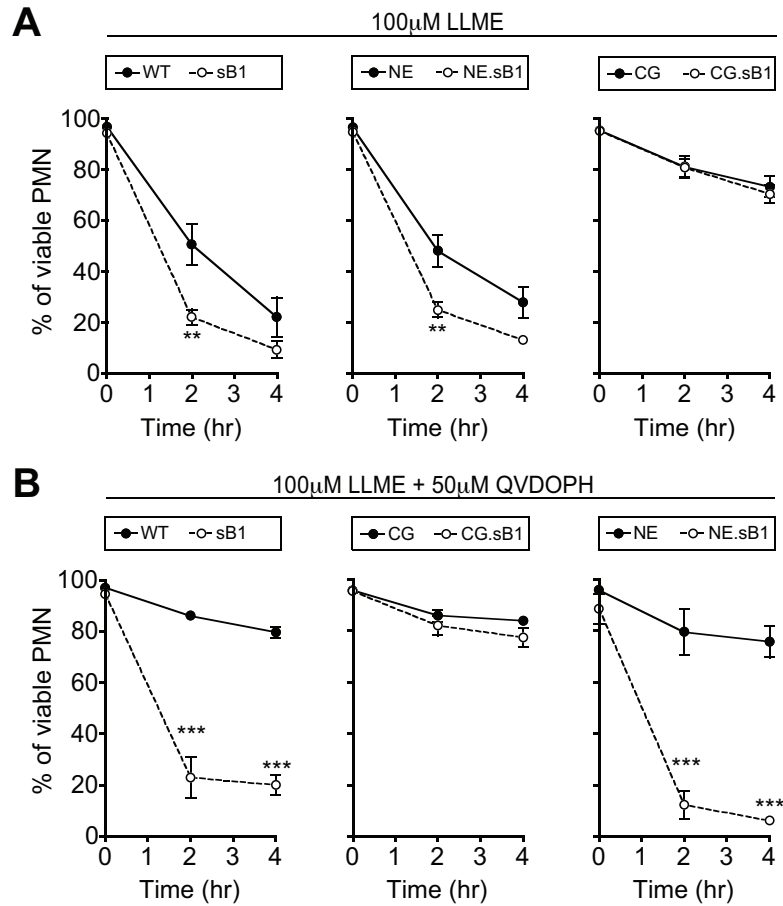 A
100µM LLME
WT sB1
NE NE.sB1
CG CG.sB1
% of viable PMN
100
80
60
40
20
0
**
**
0 1 2 3 4
0 1 2 3 4
0 1 2 3 4
Time (hr)
Time (hr)
Time (hr)
B
100µM LLME + 50µM QVDOPH
WT sB1
CG CG.sB1
NE NE.sB1
% of viable PMN
100
80
60
40
20
0
***
***
***
***
0 1 2 3 4
0 1 2 3 4
0 1 2 3 4
Time (hr)
Time (hr)
Time (hr)